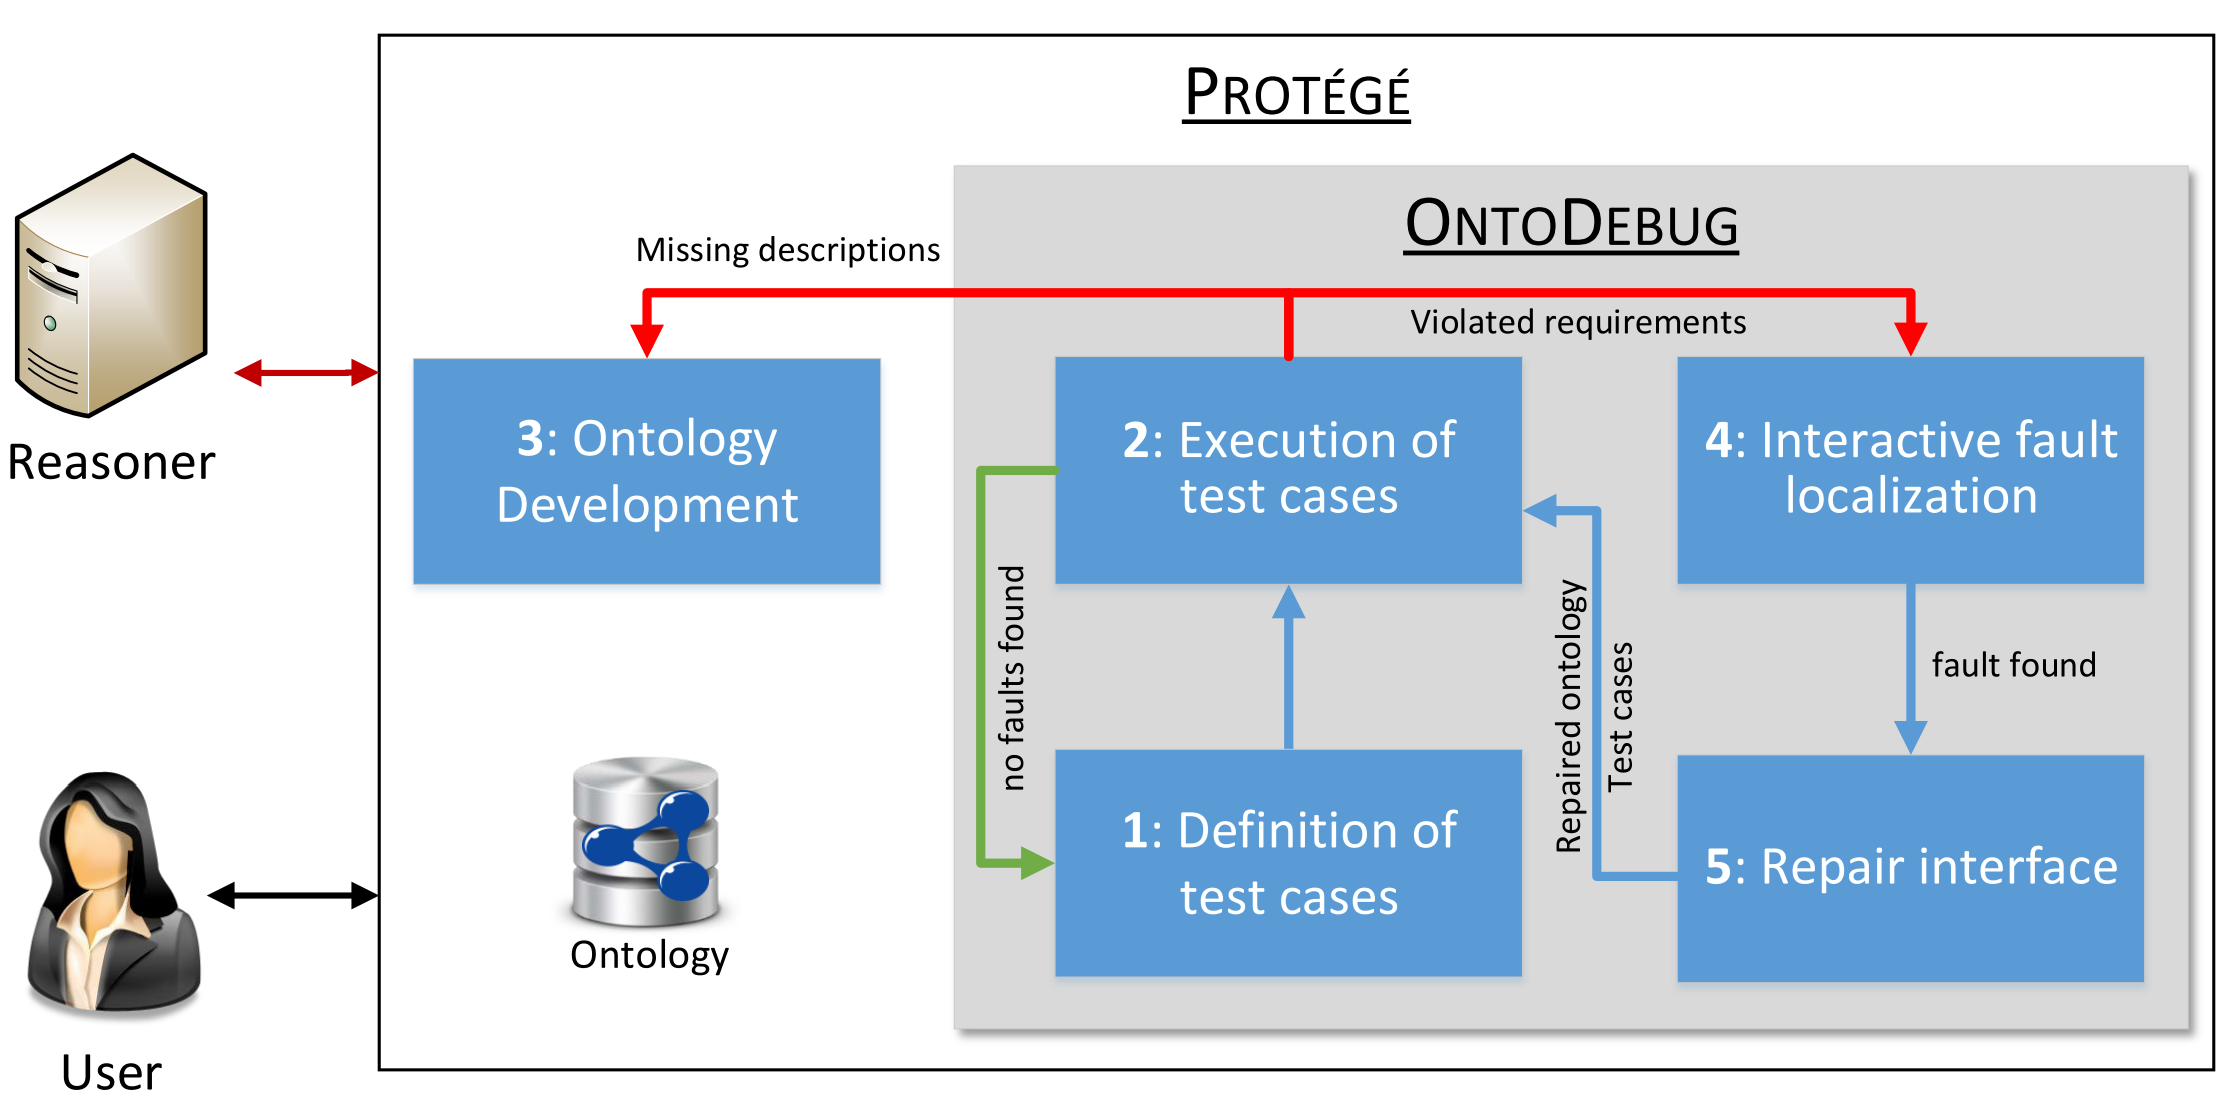 PROTÉGÉ
ONTODEBUG
Missing descriptions
Violated requirements
Reasoner
3: Ontology
Development
2: Execution of
test cases
4: Interactive fault
localization
no faults found
Repaired ontology
Test cases
fault found
1: Definition of
test cases
5: Repair interface
Ontology
User